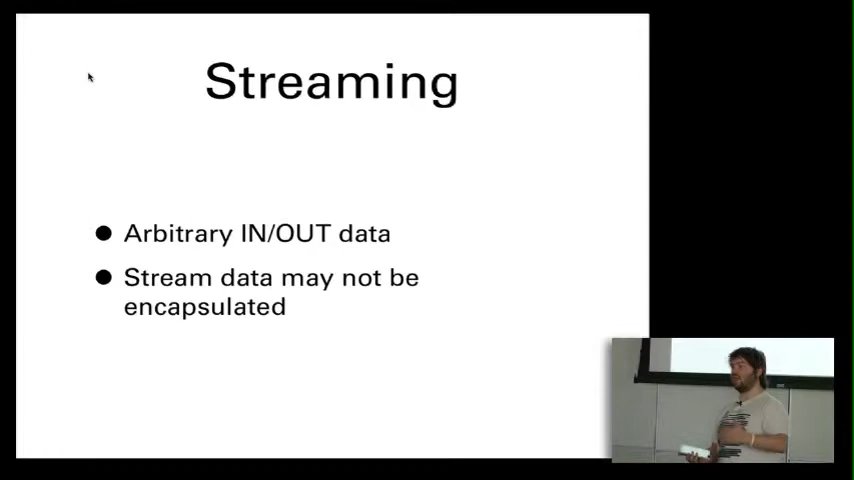 Streaming
Arbitrary IN/OUT data
Stream data may not be
encapsulated